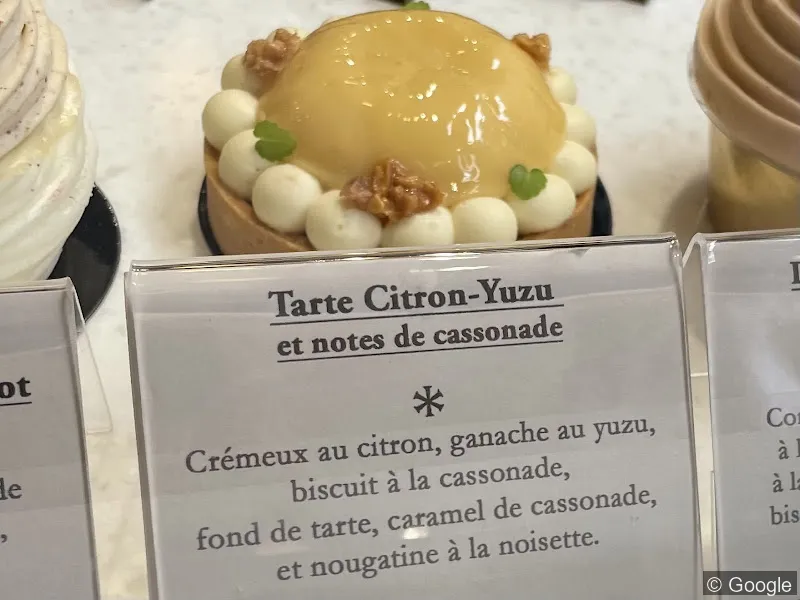 Tarte Citron-Yuzu
et notes de cassonade
Crémeux au citron, ganache au yuzu,
biscuit à la cassonade,
fond de tarte, caramel de cassonade,
et nougatine à la noisette.
© Google